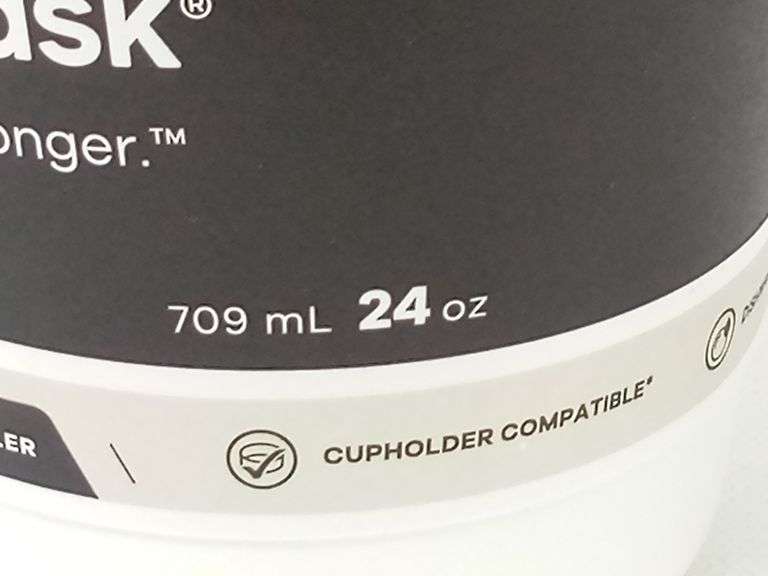 ask®
onger.™
709 mL 24 oz
LER
CUPHOLDER COMPATIBLE*